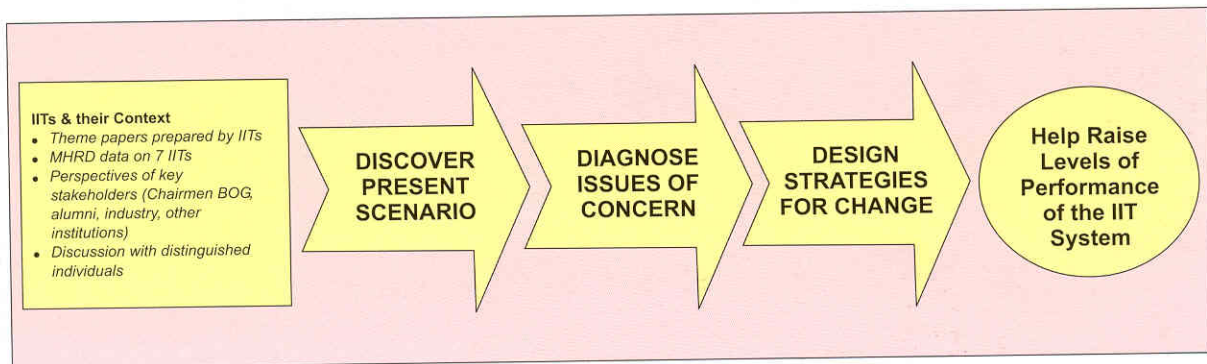 IITs & their Context
• Theme papers prepared by IITs
• MHRD data on 7 IITs
• Perspectives of key
stakeholders (Chairmen BOG,
alumni, industry, other
institutions)
• Discussion with distinguished
individuals
DISCOVER
PRESENT
SCENARIO
DIAGNOSE
ISSUES OF
CONCERN
DESIGN
STRATEGIES
FOR CHANGE
Help Raise
Levels of
Performance
of the IIT
System